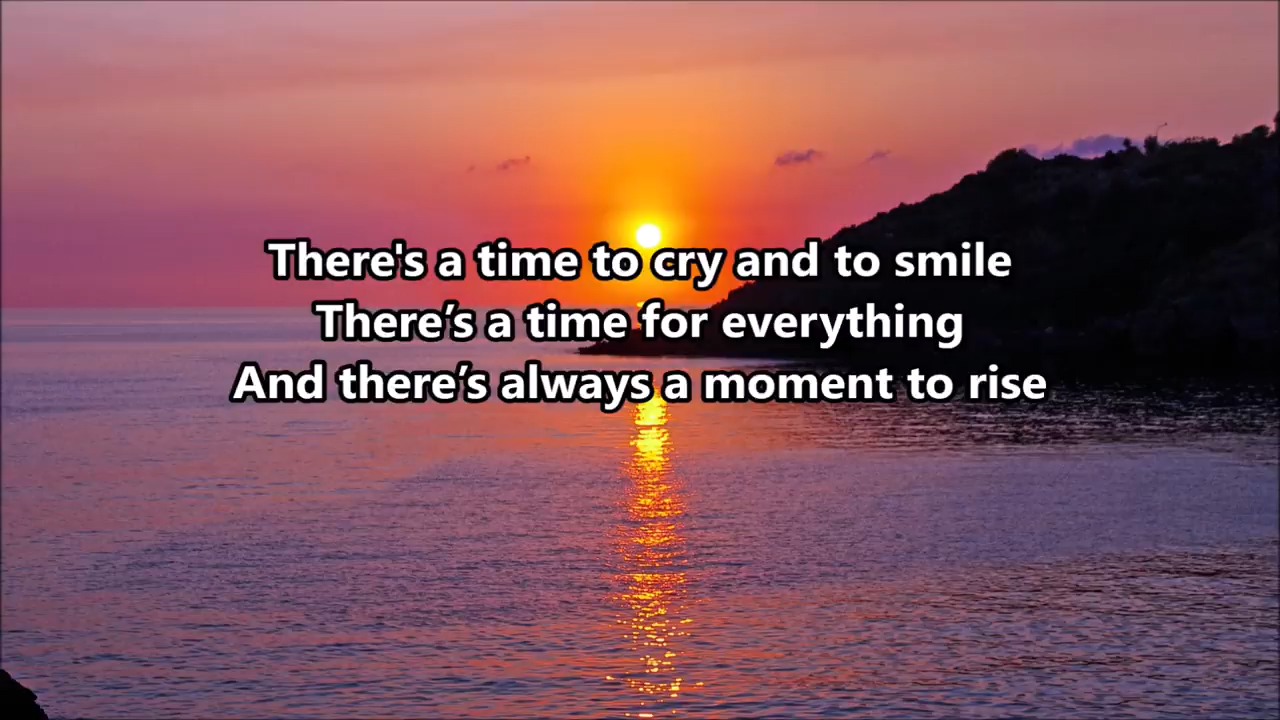 There's a time to cry and to smile
There’s a time for everything
And there’s always a moment to rise